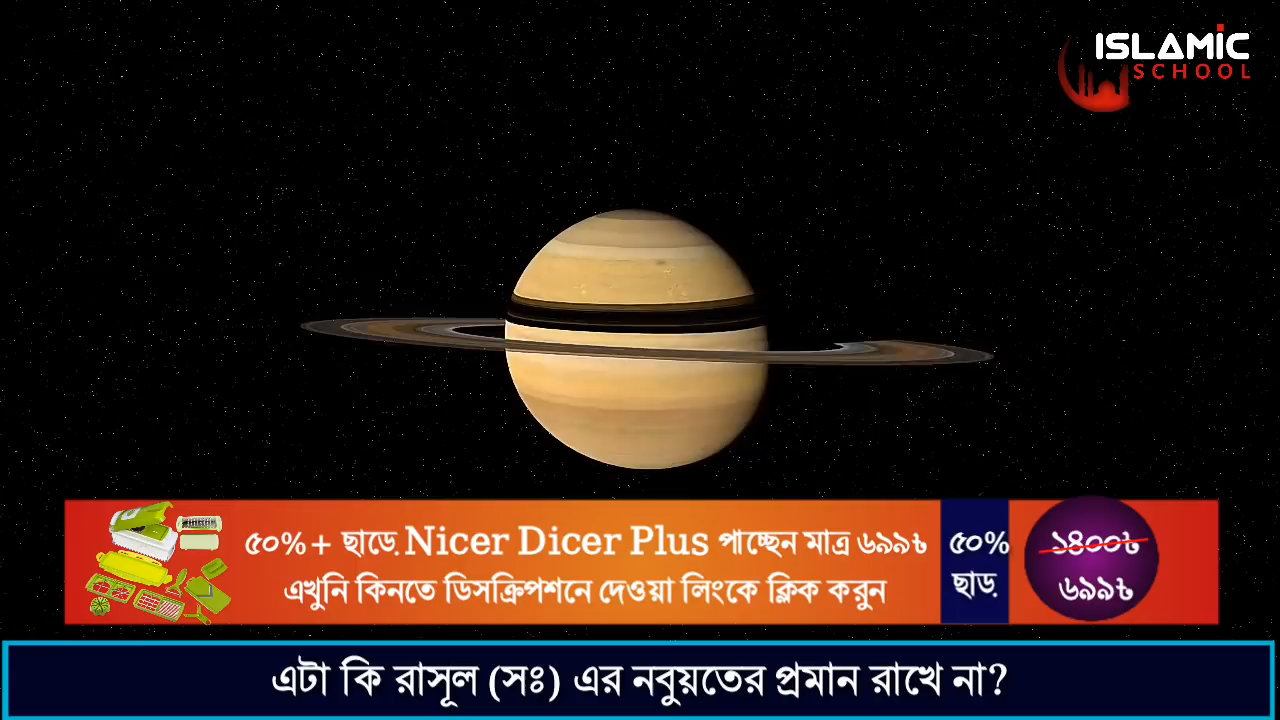 ISLAMIC
SCHOOL
৫০%+ ছাড়ে Nicer Dicer Plus পাচ্ছেন মাত্র ৬৯৯৳
এখুনি কিনতে ডিসক্রিপশনে দেওয়া লিংকে ক্লিক করুন
৫০%
ছাড়
১৪০০৳
৬৯৯৳
এটা কি রাসূল (সঃ) এর নবুয়তের প্রমান রাখে না?